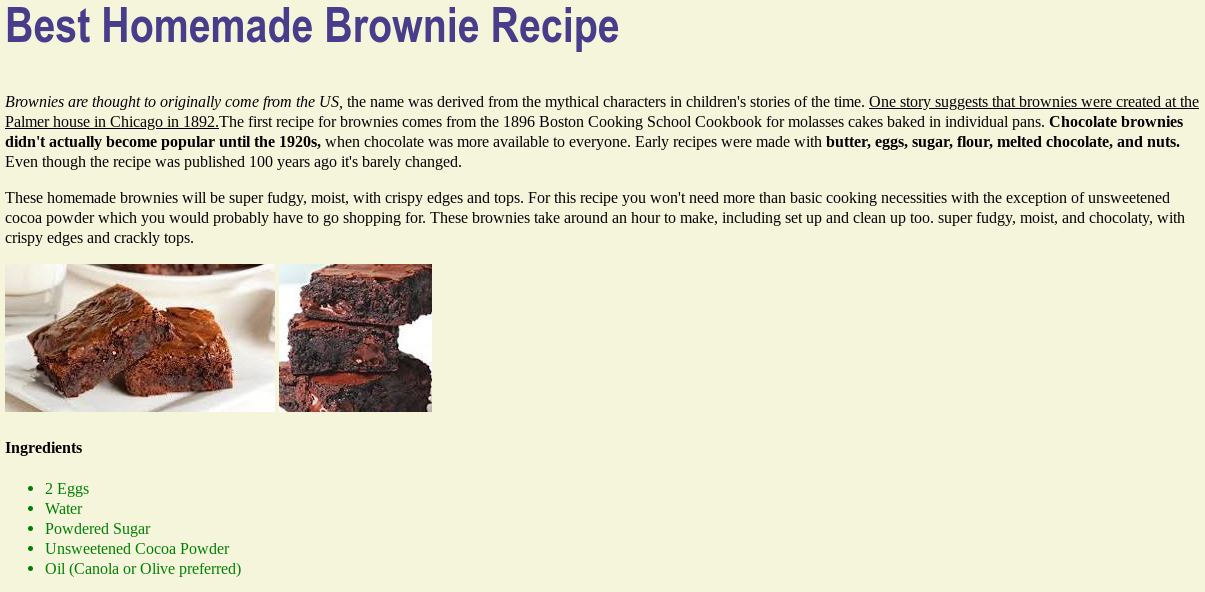 Best Homemade Brownie Recipe
Brownies are thought to originally come from the US, the name was derived from the mythical characters in children's stories of the time. One story suggests that brownies were created at the
Palmer house in Chicago in 1892.The first recipe for brownies comes from the 1896 Boston Cooking School Cookbook for molasses cakes baked in individual pans. Chocolate brownies
didn't actually become popular until the 1920s, when chocolate was more available to everyone. Early recipes were made with butter, eggs, sugar, flour, melted chocolate, and nuts.
Even though the recipe was published 100 years ago it's barely changed.
These homemade brownies will be super fudgy, moist, with crispy edges and tops. For this recipe you won't need more than basic cooking necessities with the exception of unsweetened
cocoa powder which you would probably have to go shopping for. These brownies take around an hour to make, including set up and clean up too. super fudgy, moist, and chocolaty, with
crispy edges and crackly tops.
Ingredients
• 2 Eggs
• Water
• Powdered Sugar
• Unsweetened Cocoa Powder
• Oil (Canola or Olive preferred)